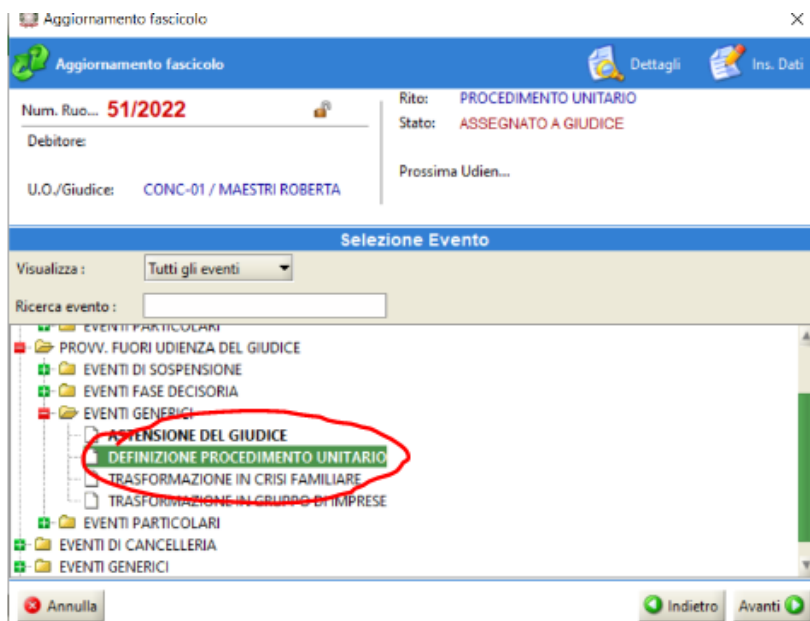 Aggiornamento fascicolo
Aggiornamento fascicolo
Dettagli
Ins. Dati
Num. Ruo... 51/2022
Debitore:
U.O./Giudice: CONC-01 / MAESTRI ROBERTA
Rito: PROCEDIMENTO UNITARIO
Stato: ASSEGNATO A GIUDICE
Prossima Udien...
Selezione Evento
Visualizza : Tutti gli eventi
Ricerca evento :
EVENTI PARTICOLARI
PROVV. FUORI UDIENZA DEL GIUDICE
EVENTI DI SOSPENSIONE
EVENTI FASE DECISORIA
EVENTI GENERICI
ASTENSIONE DEL GIUDICE
DEFINIZIONE PROCEDIMENTO UNITARIO
TRASFORMAZIONE IN CRISI FAMILIARE
TRASFORMAZIONE IN GRUPPO DI IMPRESE
EVENTI PARTICOLARI
EVENTI DI CANCELLERIA
EVENTI GENERICI
Annulla
Indietro
Avanti